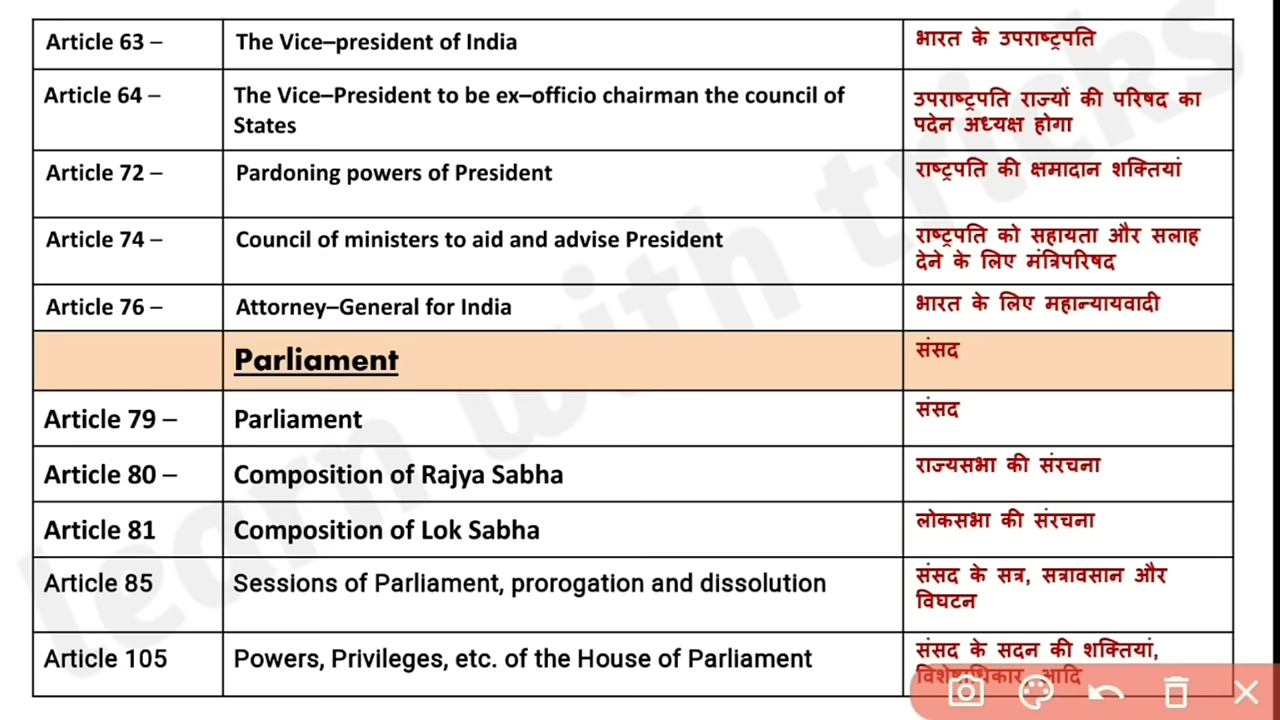 Article 63 – The Vice–president of India भारत के उपराष्ट्रपति
Article 64 – The Vice–President to be ex–officio chairman the council of States उपराष्ट्रपति राज्यों की परिषद का
पदेन अध्यक्ष होगा
Article 72 – Pardoning powers of President राष्ट्रपति की क्षमादान शक्तियां
Article 74 – Council of ministers to aid and advise President राष्ट्रपति को सहायता और सलाह
देने के लिए मंत्रिपरिषद
Article 76 – Attorney–General for India भारत के लिए महान्यायवादी
Parliament संसद
Article 79 – Parliament संसद
Article 80 – Composition of Rajya Sabha राज्यसभा की संरचना
Article 81 Composition of Lok Sabha लोकसभा की संरचना
Article 85 Sessions of Parliament, prorogation and dissolution संसद के सत्र, सत्रावसान और
विघटन
Article 105 Powers, Privileges, etc. of the House of Parliament संसद के सदन की शक्तियां,
विशेषाधिकार, आदि
learn with tricks